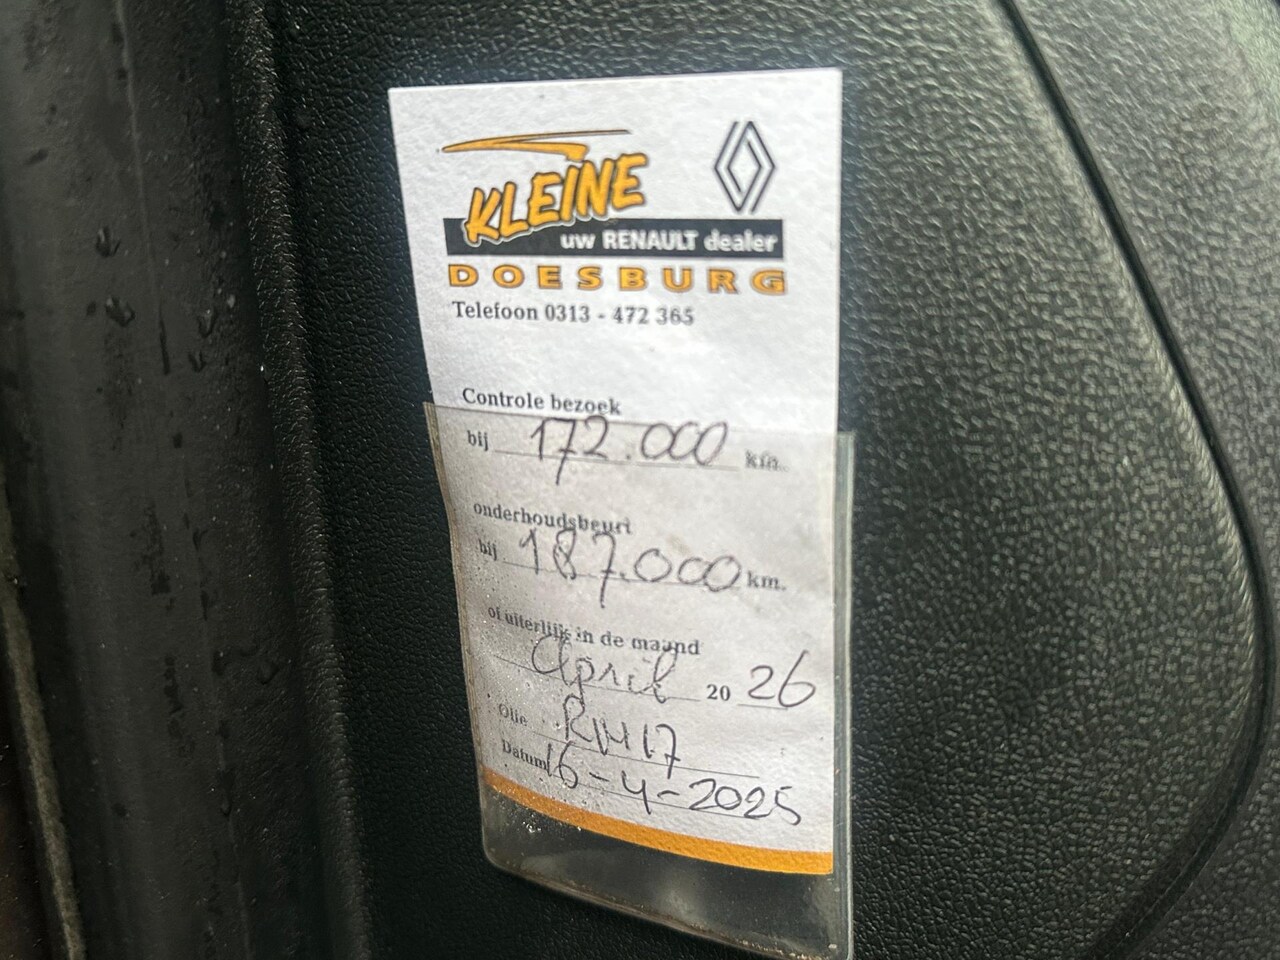 KLEINE
uw RENAULT dealer
DOESBURG
Telefoon 0313 - 472 365
Controle bezoek
bij 172.000 km.
onderhoudsbeurt
bij 187.000 km.
of uiterlijk in de maand
April 20 26
Olie RN17
Datum 16-4-2025